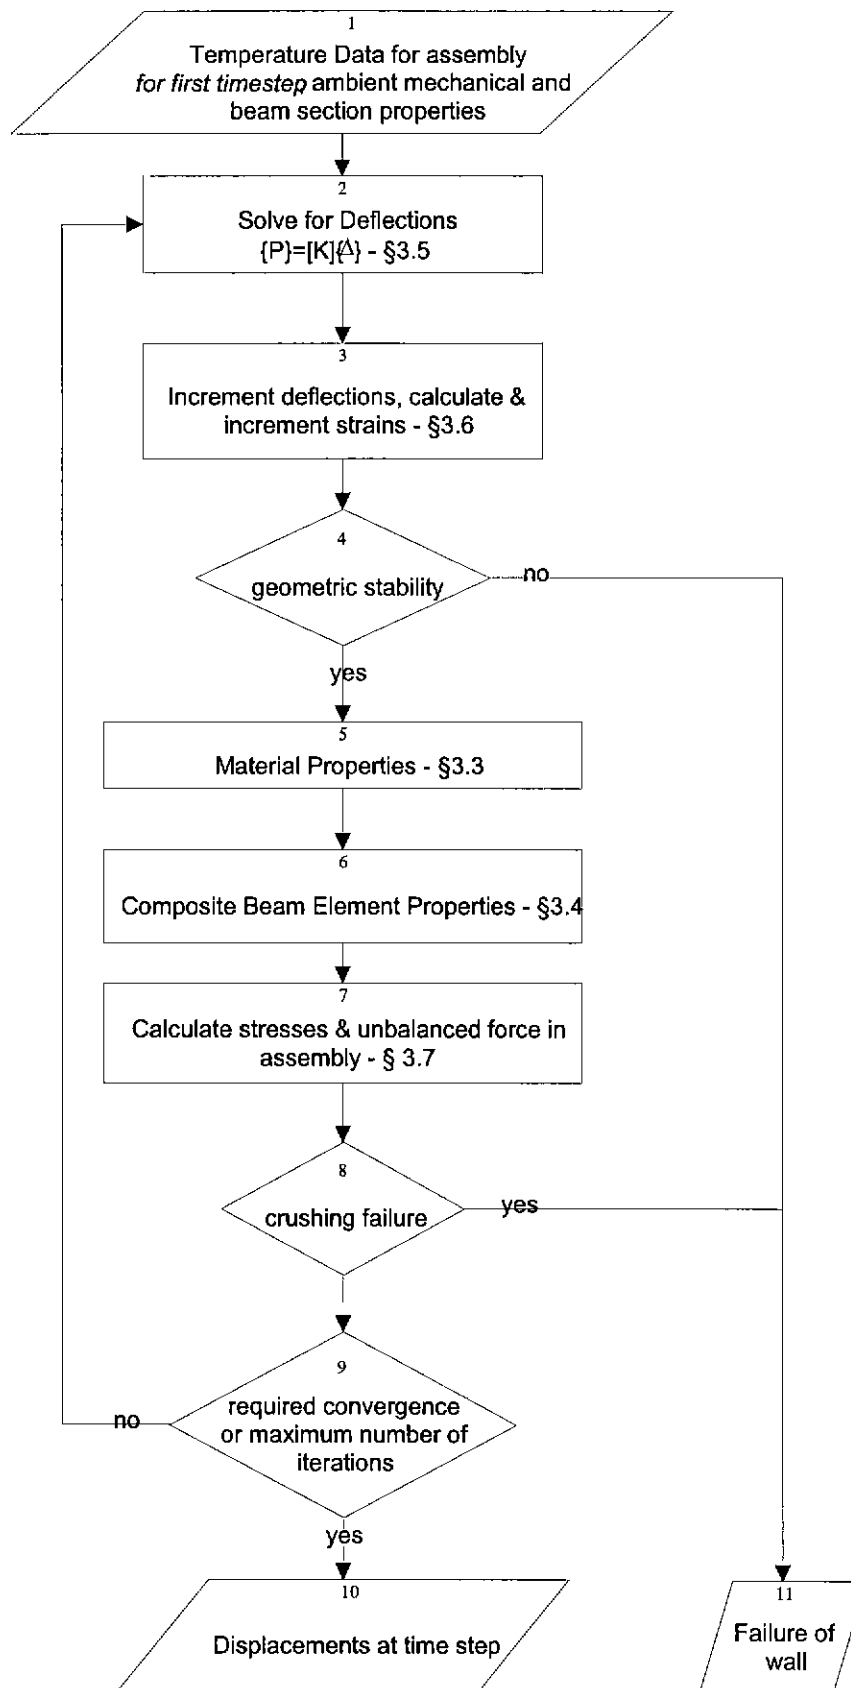 1
Temperature Data for assembly
for first timestep ambient mechanical and
beam section properties
2
Solve for Deflections
{P}=[K]{Δ} - §3.5
3
Increment deflections, calculate &
increment strains - §3.6
4
geometric stability
no
yes
5
Material Properties - §3.3
6
Composite Beam Element Properties - §3.4
7
Calculate stresses & unbalanced force in
assembly - § 3.7
8
crushing failure
yes
9
required convergence
or maximum number of
iterations
no
yes
10
Displacements at time step
11
Failure of
wall